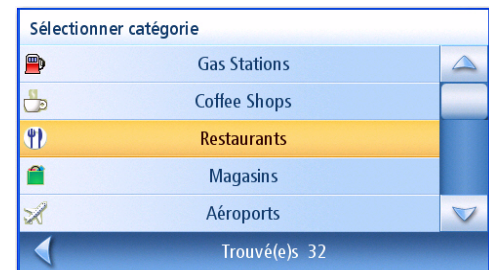 Sélectionner catégorie
Gas Stations
Coffee Shops
Restaurants
Magasins
Aéroports
Trouvé(e)s 32